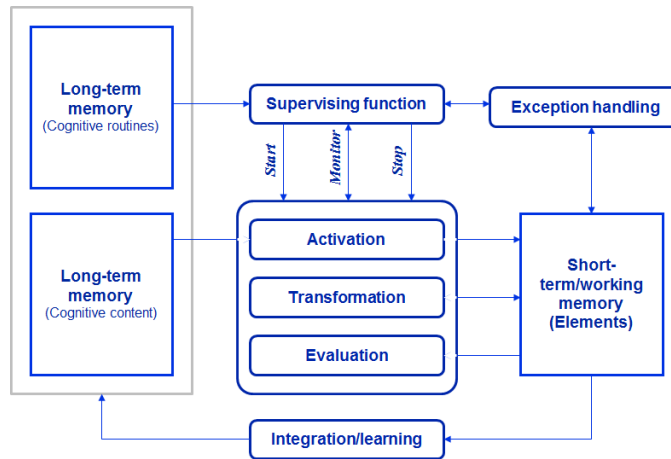 Long-term
memory
(Cognitive routines)
Supervising function
Exception handling
Start
Monitor
Stop
Long-term
memory
(Cognitive content)
Activation
Transformation
Evaluation
Short-
term/working
memory
(Elements)
Integration/learning